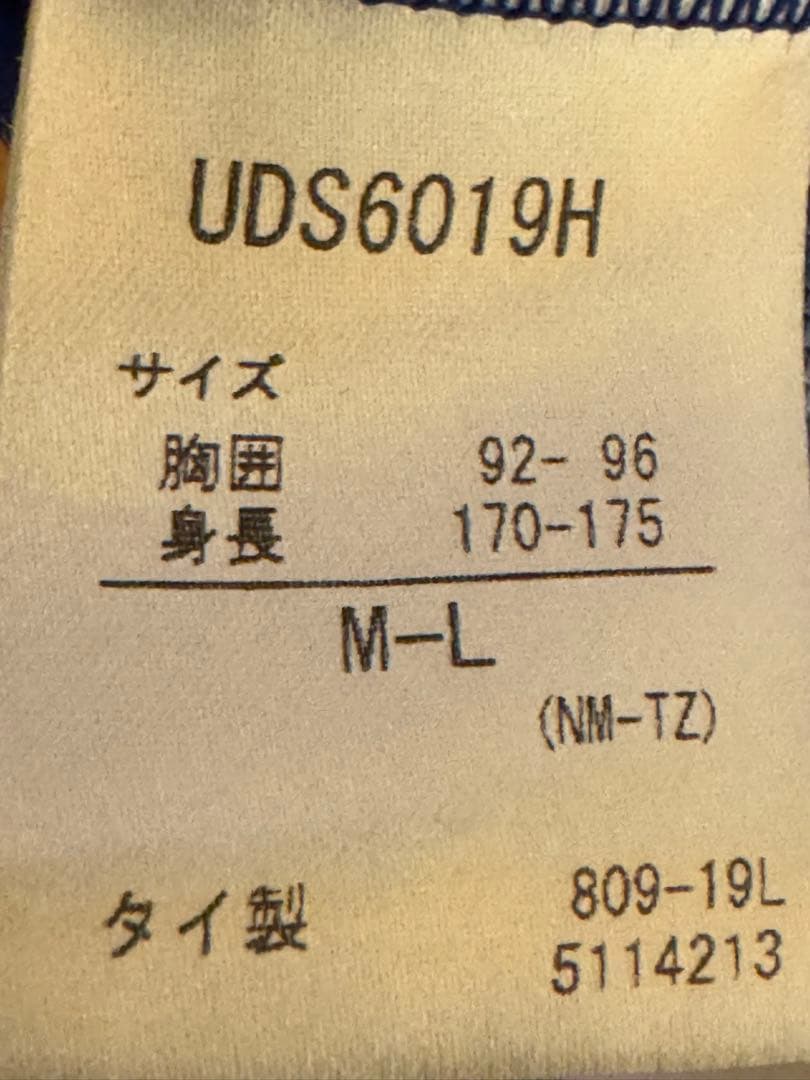 UDS6019H
サイズ
胸囲 92- 96
身長 170-175
M-L
(NM-TZ)
タイ製 809-19L
5114213